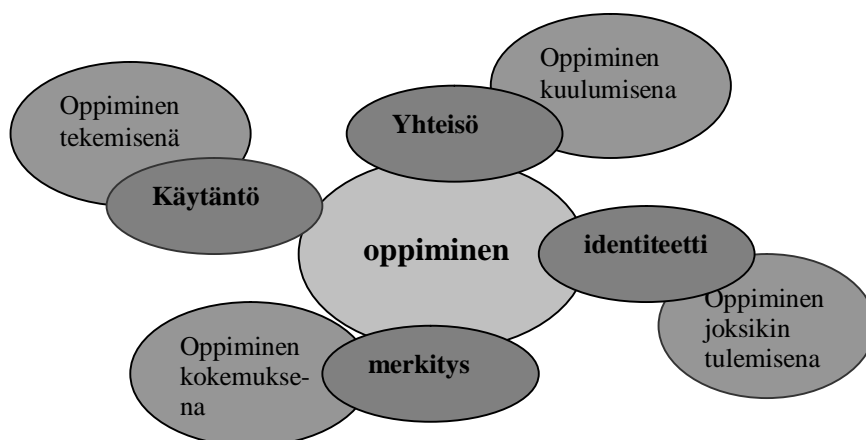 Oppiminen
kuulumisena
Oppiminen
tekemisenä
Yhteisö
Käytäntö
oppiminen
identiteetti
Oppiminen
joksikin
tulemisena
Oppiminen
kokemukse-
na
merkitys